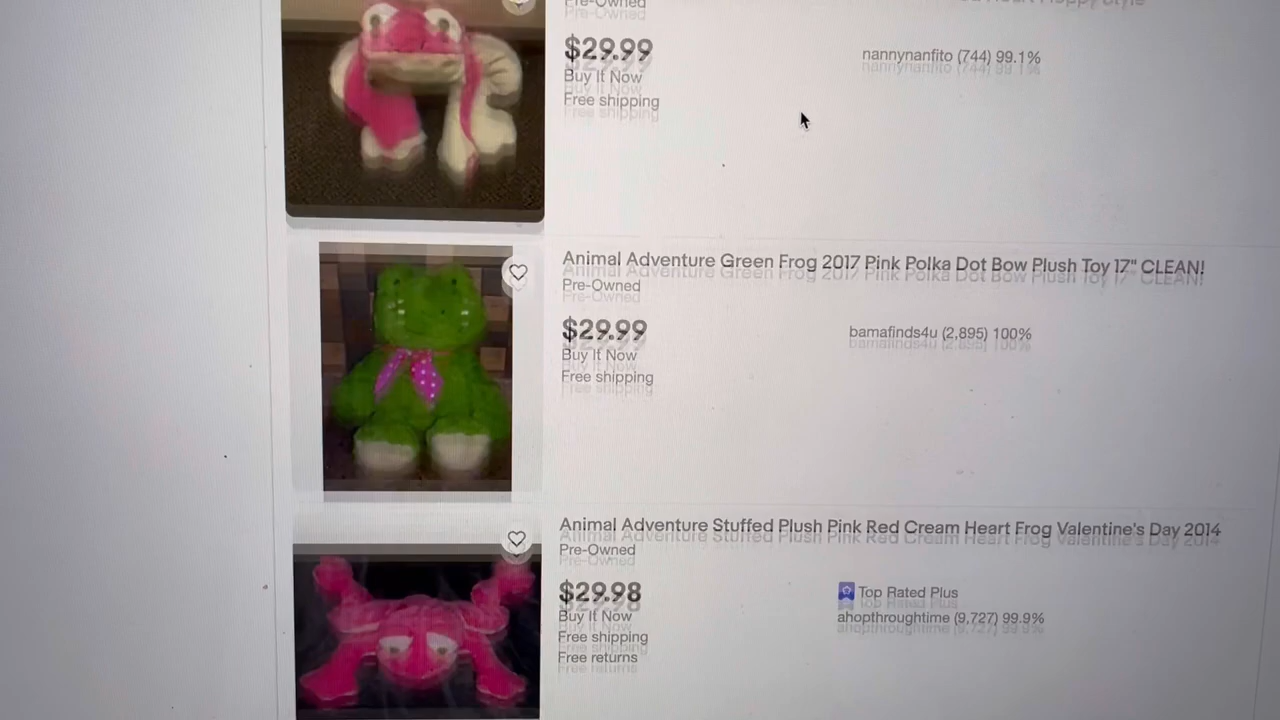 Pre-Owned
$29.99
Buy It Now
Free shipping
nannynanfito (744) 99.1%
Animal Adventure Green Frog 2017 Pink Polka Dot Bow Plush Toy 17" CLEAN!
Pre-Owned
$29.99
Buy It Now
Free shipping
bamafinds4u (2,895) 100%
Animal Adventure Stuffed Plush Pink Red Cream Heart Frog Valentine's Day 2014
Pre-Owned
$29.98
Buy It Now
Free shipping
Free returns
Top Rated Plus
ahopthroughtime (9,727) 99.9%